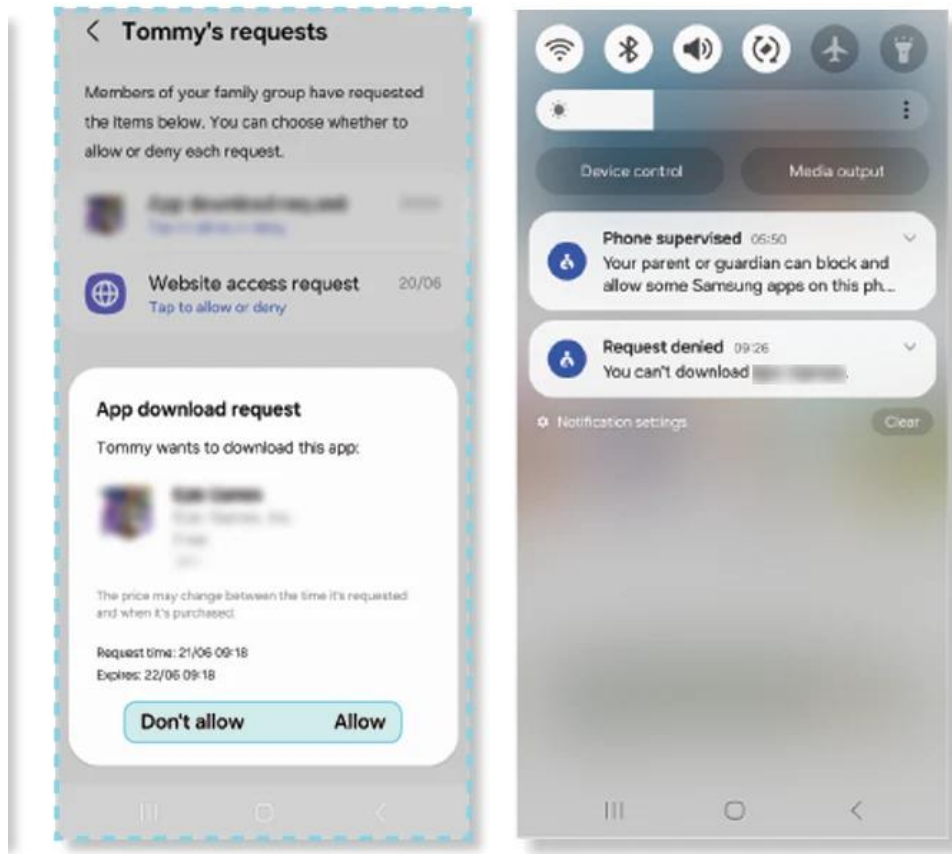 Tommy's requests
Members of your family group have requested
the items below. You can choose whether to
allow or deny each request.
Website access request 20/06
Tap to allow or deny
App download request
Tommy wants to download this app:
The price may change between the time it's requested
and when it's purchased.
Request time: 21/06 09:18
Expires: 22/06 09:18
Don't allow Allow
Device control Media output
Phone supervised 05:50
Your parent or guardian can block and
allow some Samsung apps on this ph...
Request denied 09:26
You can't download
Notification settings Clear